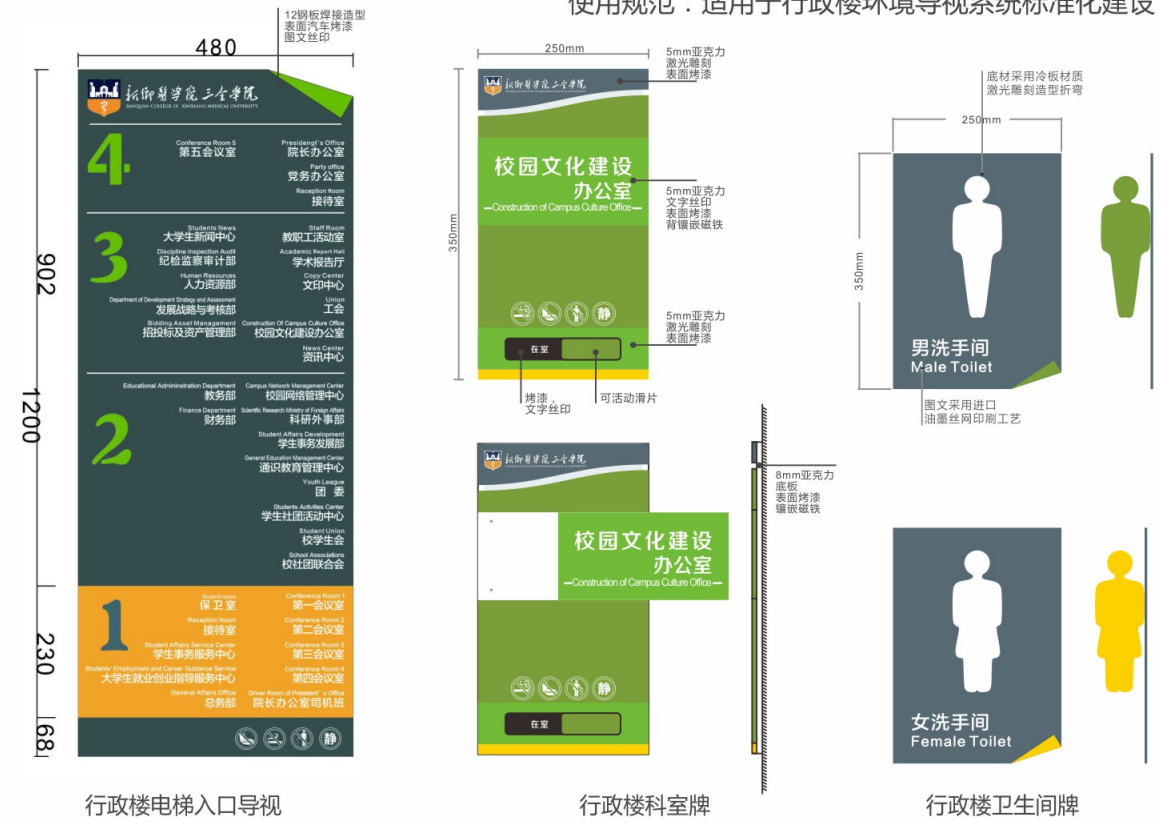 使用规范：适用于行政楼环境导视系统标准化建设
12钢板焊接造型
表面汽车烤漆
图文丝印
480
902
1200
230
68
新乡医学院三全学院
SANQUAN COLLEGE OF XINXIANG MEDICAL UNIVERSITY
4
Conference Room 5
第五会议室
Presidengt's Office
院长办公室
Party office
党务办公室
Reception Room
接待室
3
Students News
大学生新闻中心
Staff Room
教职工活动室
Discipline Inspection Audit
纪检监察审计部
Academic Report Hall
学术报告厅
Human Resources
人力资源部
Copy Center
文印中心
Department of Development Strategy and Assessment
发展战略与考核部
Union
工会
Bidding Asset Management
招投标及资产管理部
Construction Of Campus Culture Office
校园文化建设办公室
News Center
资讯中心
2
Educational Admininstration Department
教务部
Campus Network Management Center
校园网络管理中心
Finance Department
财务部
Scientific Research Ministry of Foreign Affairs
科研外事部
Student Affairs Development
学生事务发展部
General Education Management Center
通识教育管理中心
Youth League
团 委
Students Activities Center
学生社团活动中心
Student Union
校学生会
School Associations
校社团联合会
1
Guard room
保卫室
Conference Room 1
第一会议室
Reception Room
接待室
Conference Room 2
第二会议室
Student Affairs Service Center
学生事务服务中心
Conference Room 3
第三会议室
Students' Employment and Career Guidance Service
大学生就业创业指导服务中心
Conference Room 4
第四会议室
General Affairs Office
总务部
Driver Room of President's Office
院长办公室司机班
静
行政楼电梯入口导视
250mm
350mm
新乡医学院三全学院
校园文化建设
办公室
Construction of Campus Culture Office
静
在室
5mm亚克力
激光雕刻
表面烤漆
5mm亚克力
文字丝印
表面烤漆
背镶嵌磁铁
5mm亚克力
激光雕刻
表面烤漆
烤漆，
文字丝印
可活动滑片
新乡医学院三全学院
校园文化建设
办公室
Construction of Campus Culture Office
静
在室
8mm亚克力
底板
表面烤漆
镶嵌磁铁
行政楼科室牌
底材采用冷板材质
激光雕刻造型折弯
250mm
350mm
男洗手间
Male Toilet
图文采用进口
油墨丝网印刷工艺
女洗手间
Female Toilet
行政楼卫生间牌